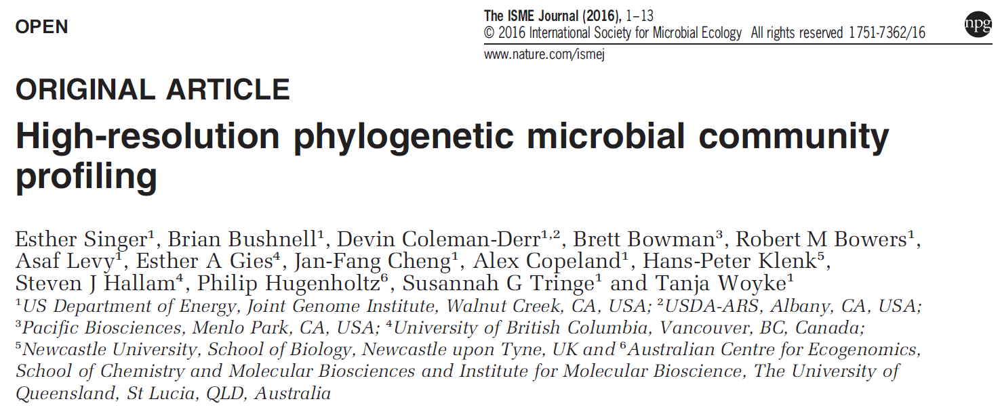 OPEN
The ISME Journal (2016), 1–13
© 2016 International Society for Microbial Ecology All rights reserved 1751-7362/16
npg
www.nature.com/ismej
ORIGINAL ARTICLE
High-resolution phylogenetic microbial community
profiling
Esther Singer¹, Brian Bushnell¹, Devin Coleman-Derr¹,², Brett Bowman³, Robert M Bowers¹,
Asaf Levy¹, Esther A Gies⁴, Jan-Fang Cheng¹, Alex Copeland¹, Hans-Peter Klenk⁵,
Steven J Hallam⁴, Philip Hugenholtz⁶, Susannah G Tringe¹ and Tanja Woyke¹
¹US Department of Energy, Joint Genome Institute, Walnut Creek, CA, USA; ²USDA-ARS, Albany, CA, USA;
³Pacific Biosciences, Menlo Park, CA, USA; ⁴University of British Columbia, Vancouver, BC, Canada;
⁵Newcastle University, School of Biology, Newcastle upon Tyne, UK and ⁶Australian Centre for Ecogenomics,
School of Chemistry and Molecular Biosciences and Institute for Molecular Bioscience, The University of
Queensland, St Lucia, QLD, Australia